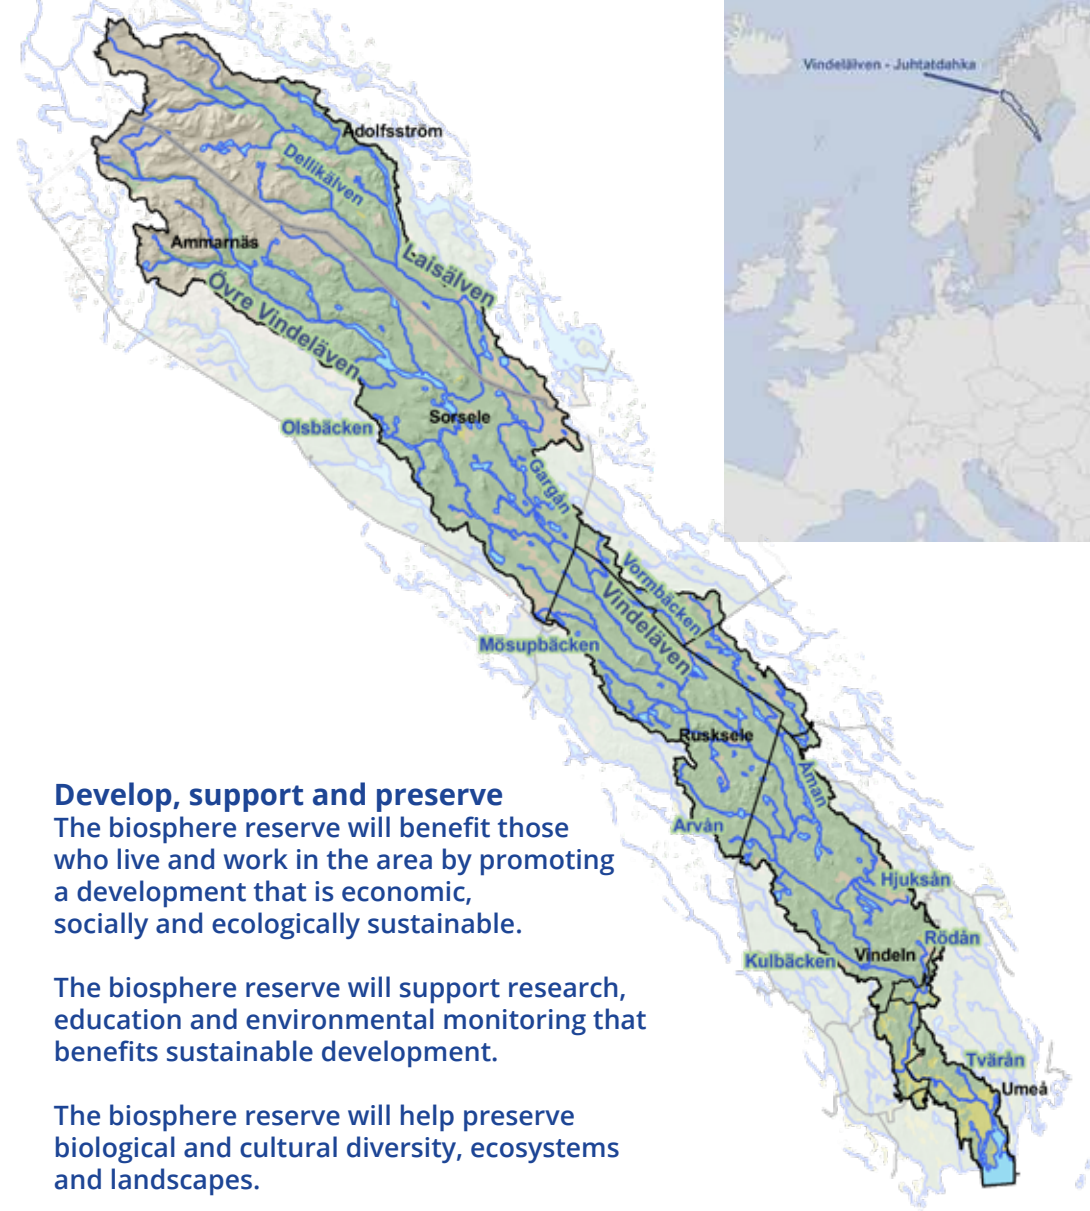 Vindelälven - Juhtatdahka
Adolfsström
Dellikälven
Ammarnäs
Laisälven
Övre Vindeläven
Sorsele
Olsbäcken
Gargån
Vormbäcken
Vindeläven
Mösupbäcken
Rusksele
Åman
Arvån
Hjuksån
Rödån
Vindeln
Kulbäcken
Tvärån
Umeå
Develop, support and preserve
The biosphere reserve will benefit those
who live and work in the area by promoting
a development that is economic,
socially and ecologically sustainable.
The biosphere reserve will support research,
education and environmental monitoring that
benefits sustainable development.
The biosphere reserve will help preserve
biological and cultural diversity, ecosystems
and landscapes.